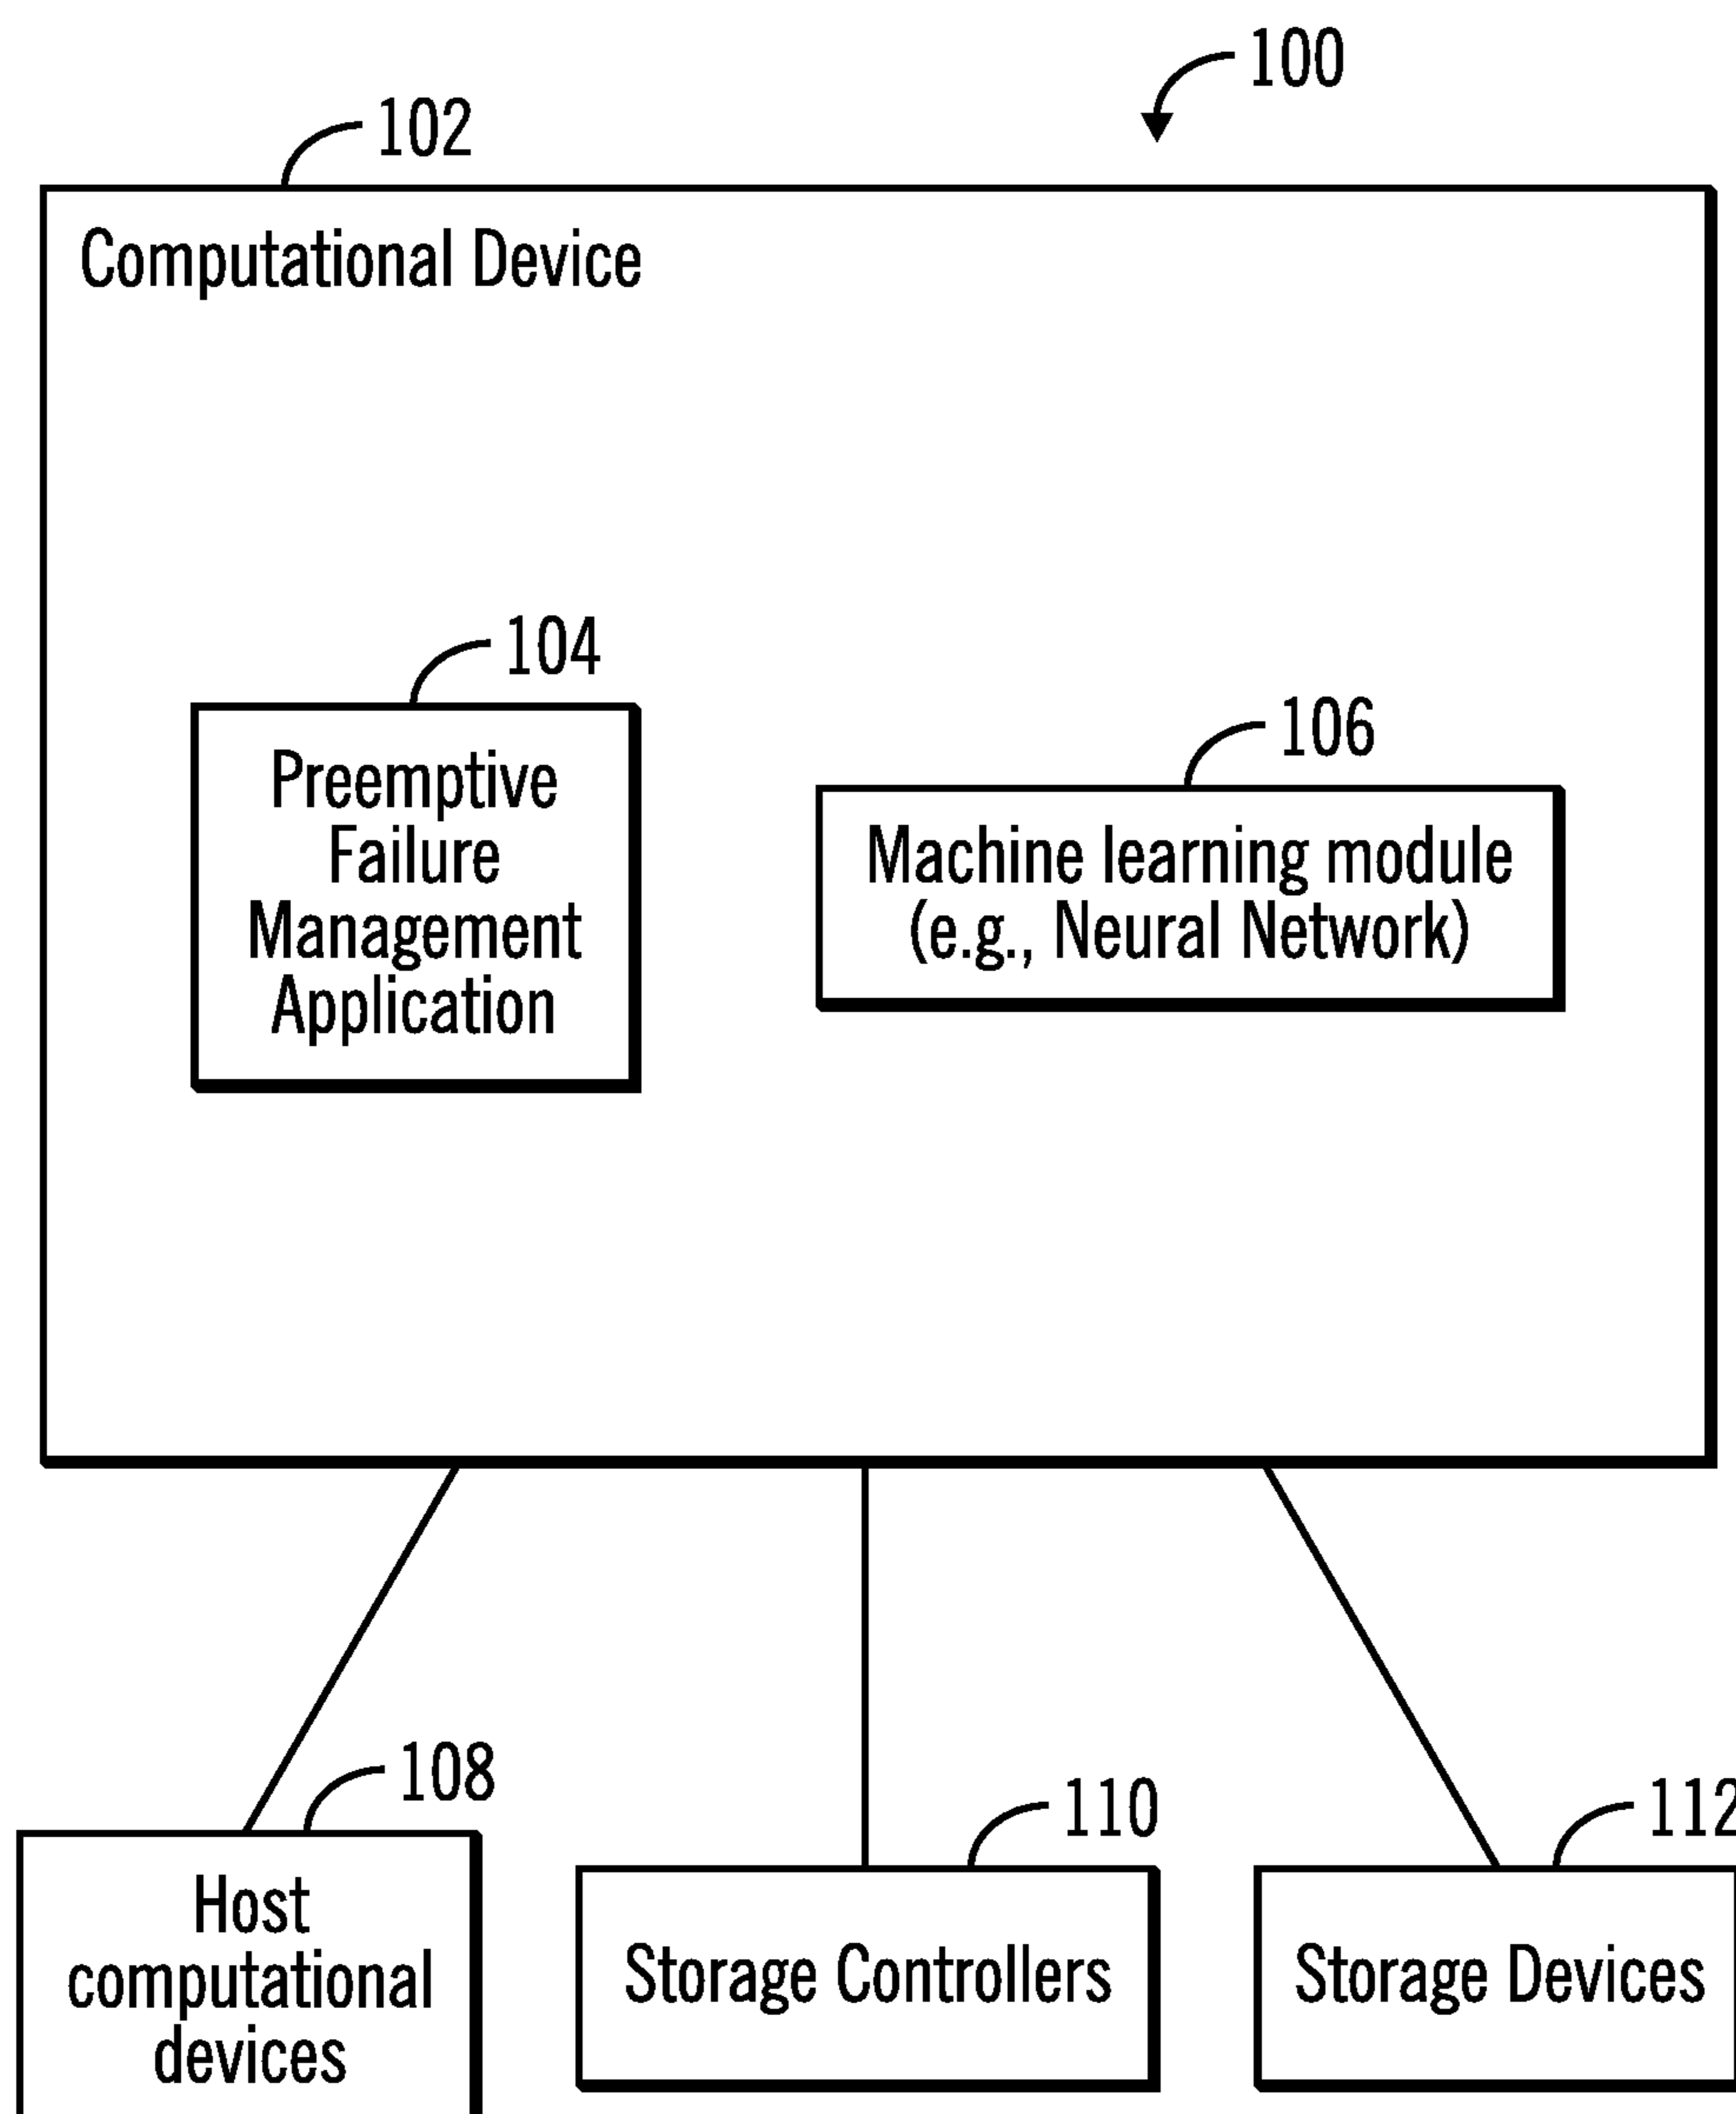 100
102
Computational Device
104
Preemptive
Failure
Management
Application
106
Machine learning module
(e.g., Neural Network)
108
Host
computational
devices
110
Storage Controllers
112
Storage Devices